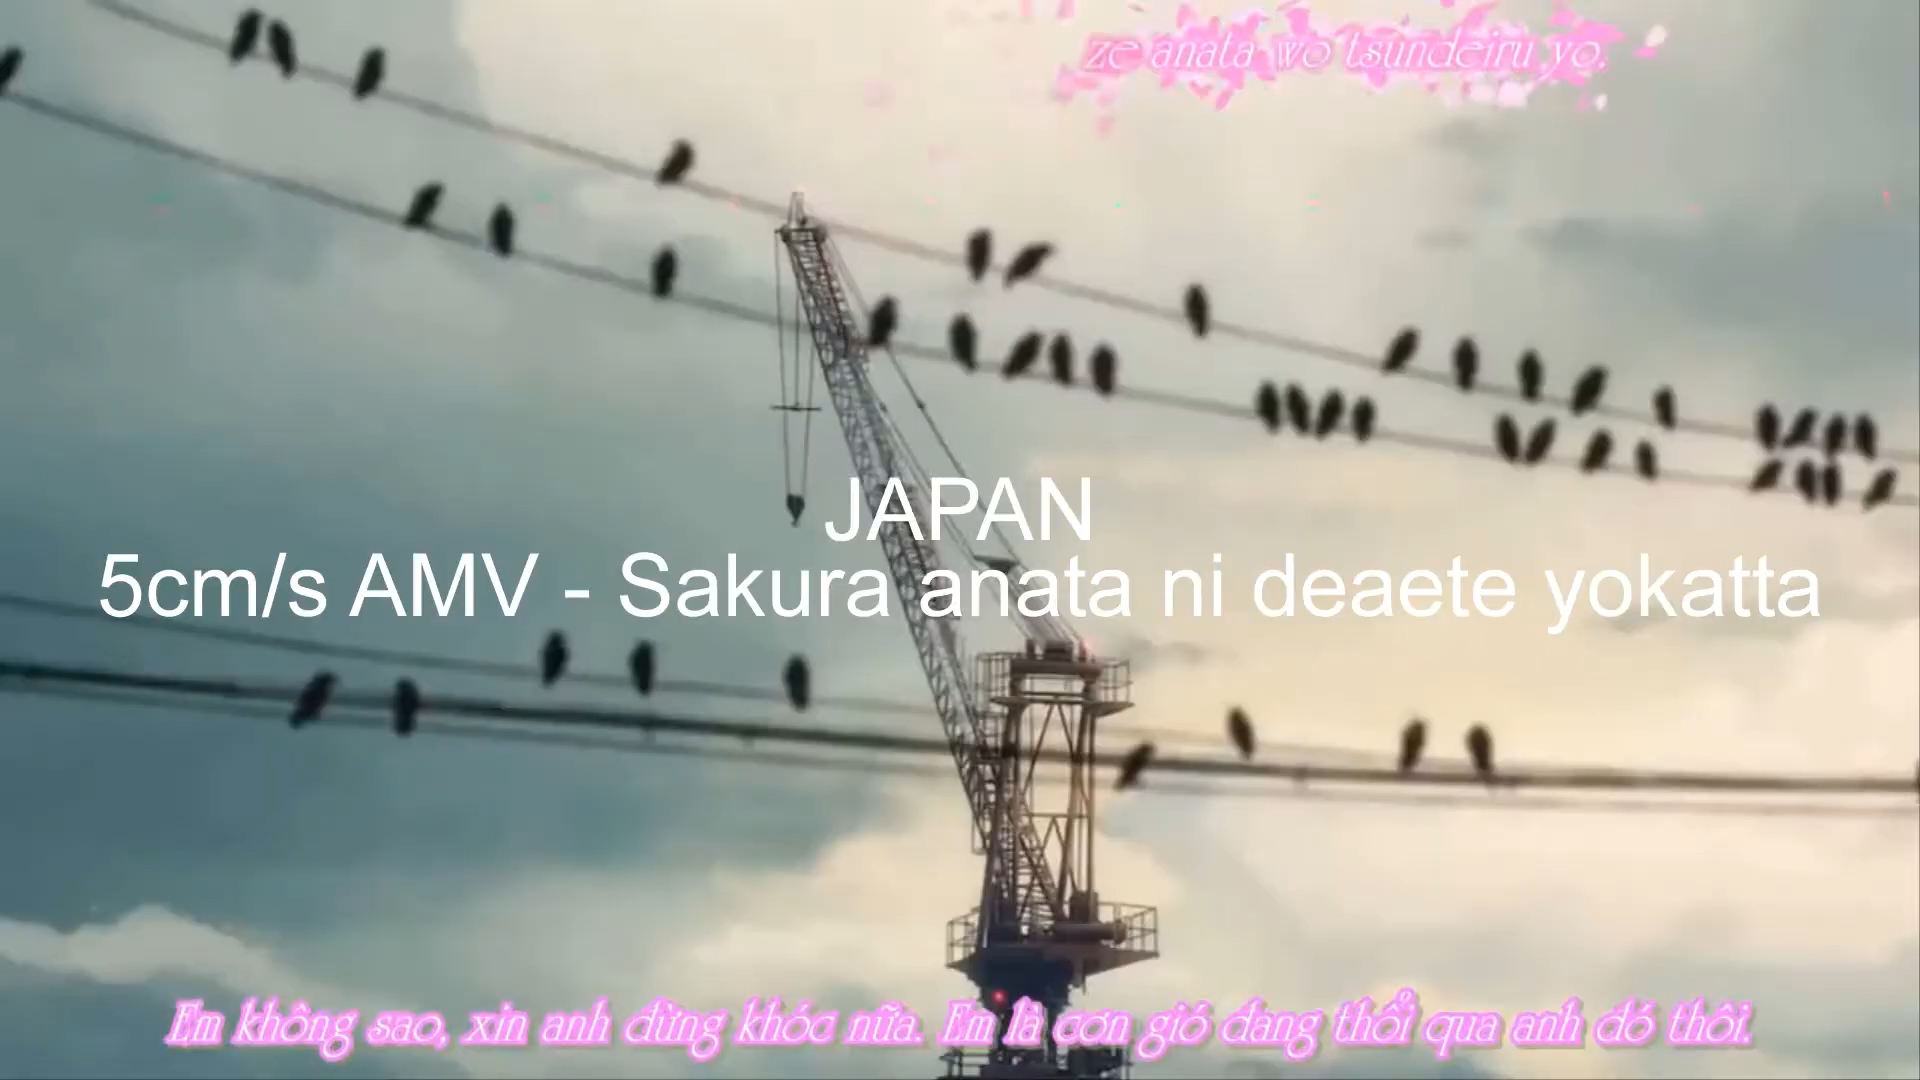 ze anata wo tsundeiru yo.
JAPAN
5cm/s AMV - Sakura anata ni deaete yokatta
Em không sao, xin anh đừng khóc nữa. Em là cơn gió đang thổi qua anh đó thôi.